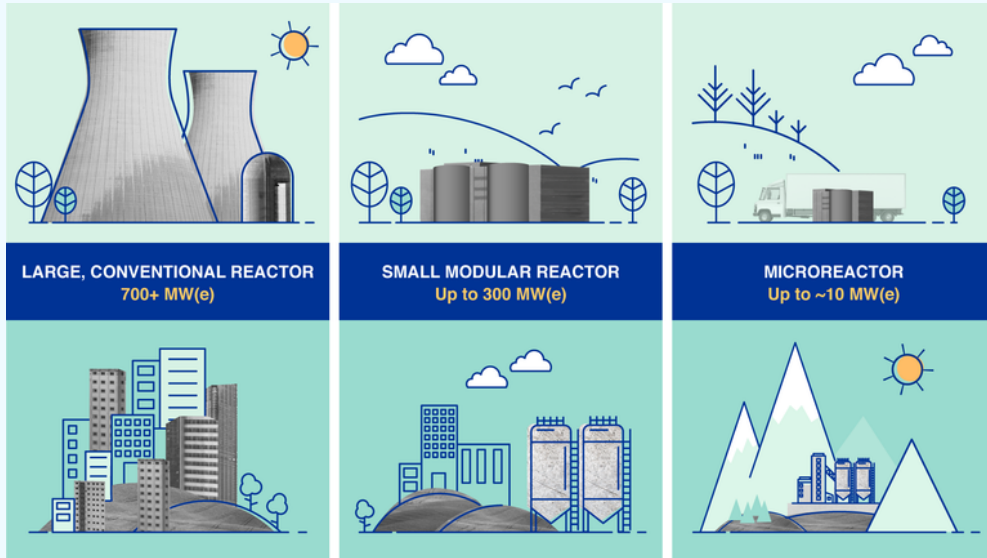 LARGE, CONVENTIONAL REACTOR
700+ MW(e)
SMALL MODULAR REACTOR
Up to 300 MW(e)
MICROREACTOR
Up to ~10 MW(e)